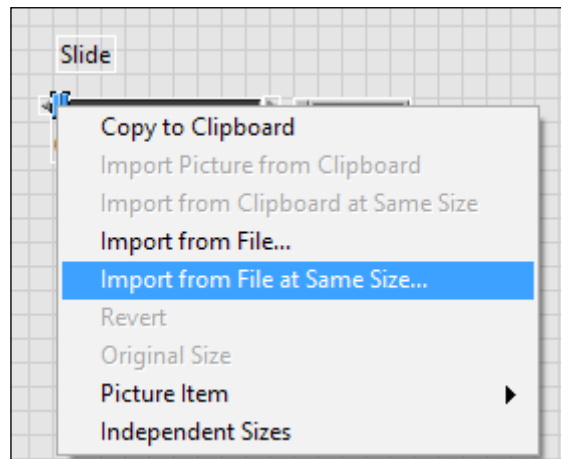 Slide
Copy to Clipboard
Import Picture from Clipboard
Import from Clipboard at Same Size
Import from File...
Import from File at Same Size...
Revert
Original Size
Picture Item
Independent Sizes